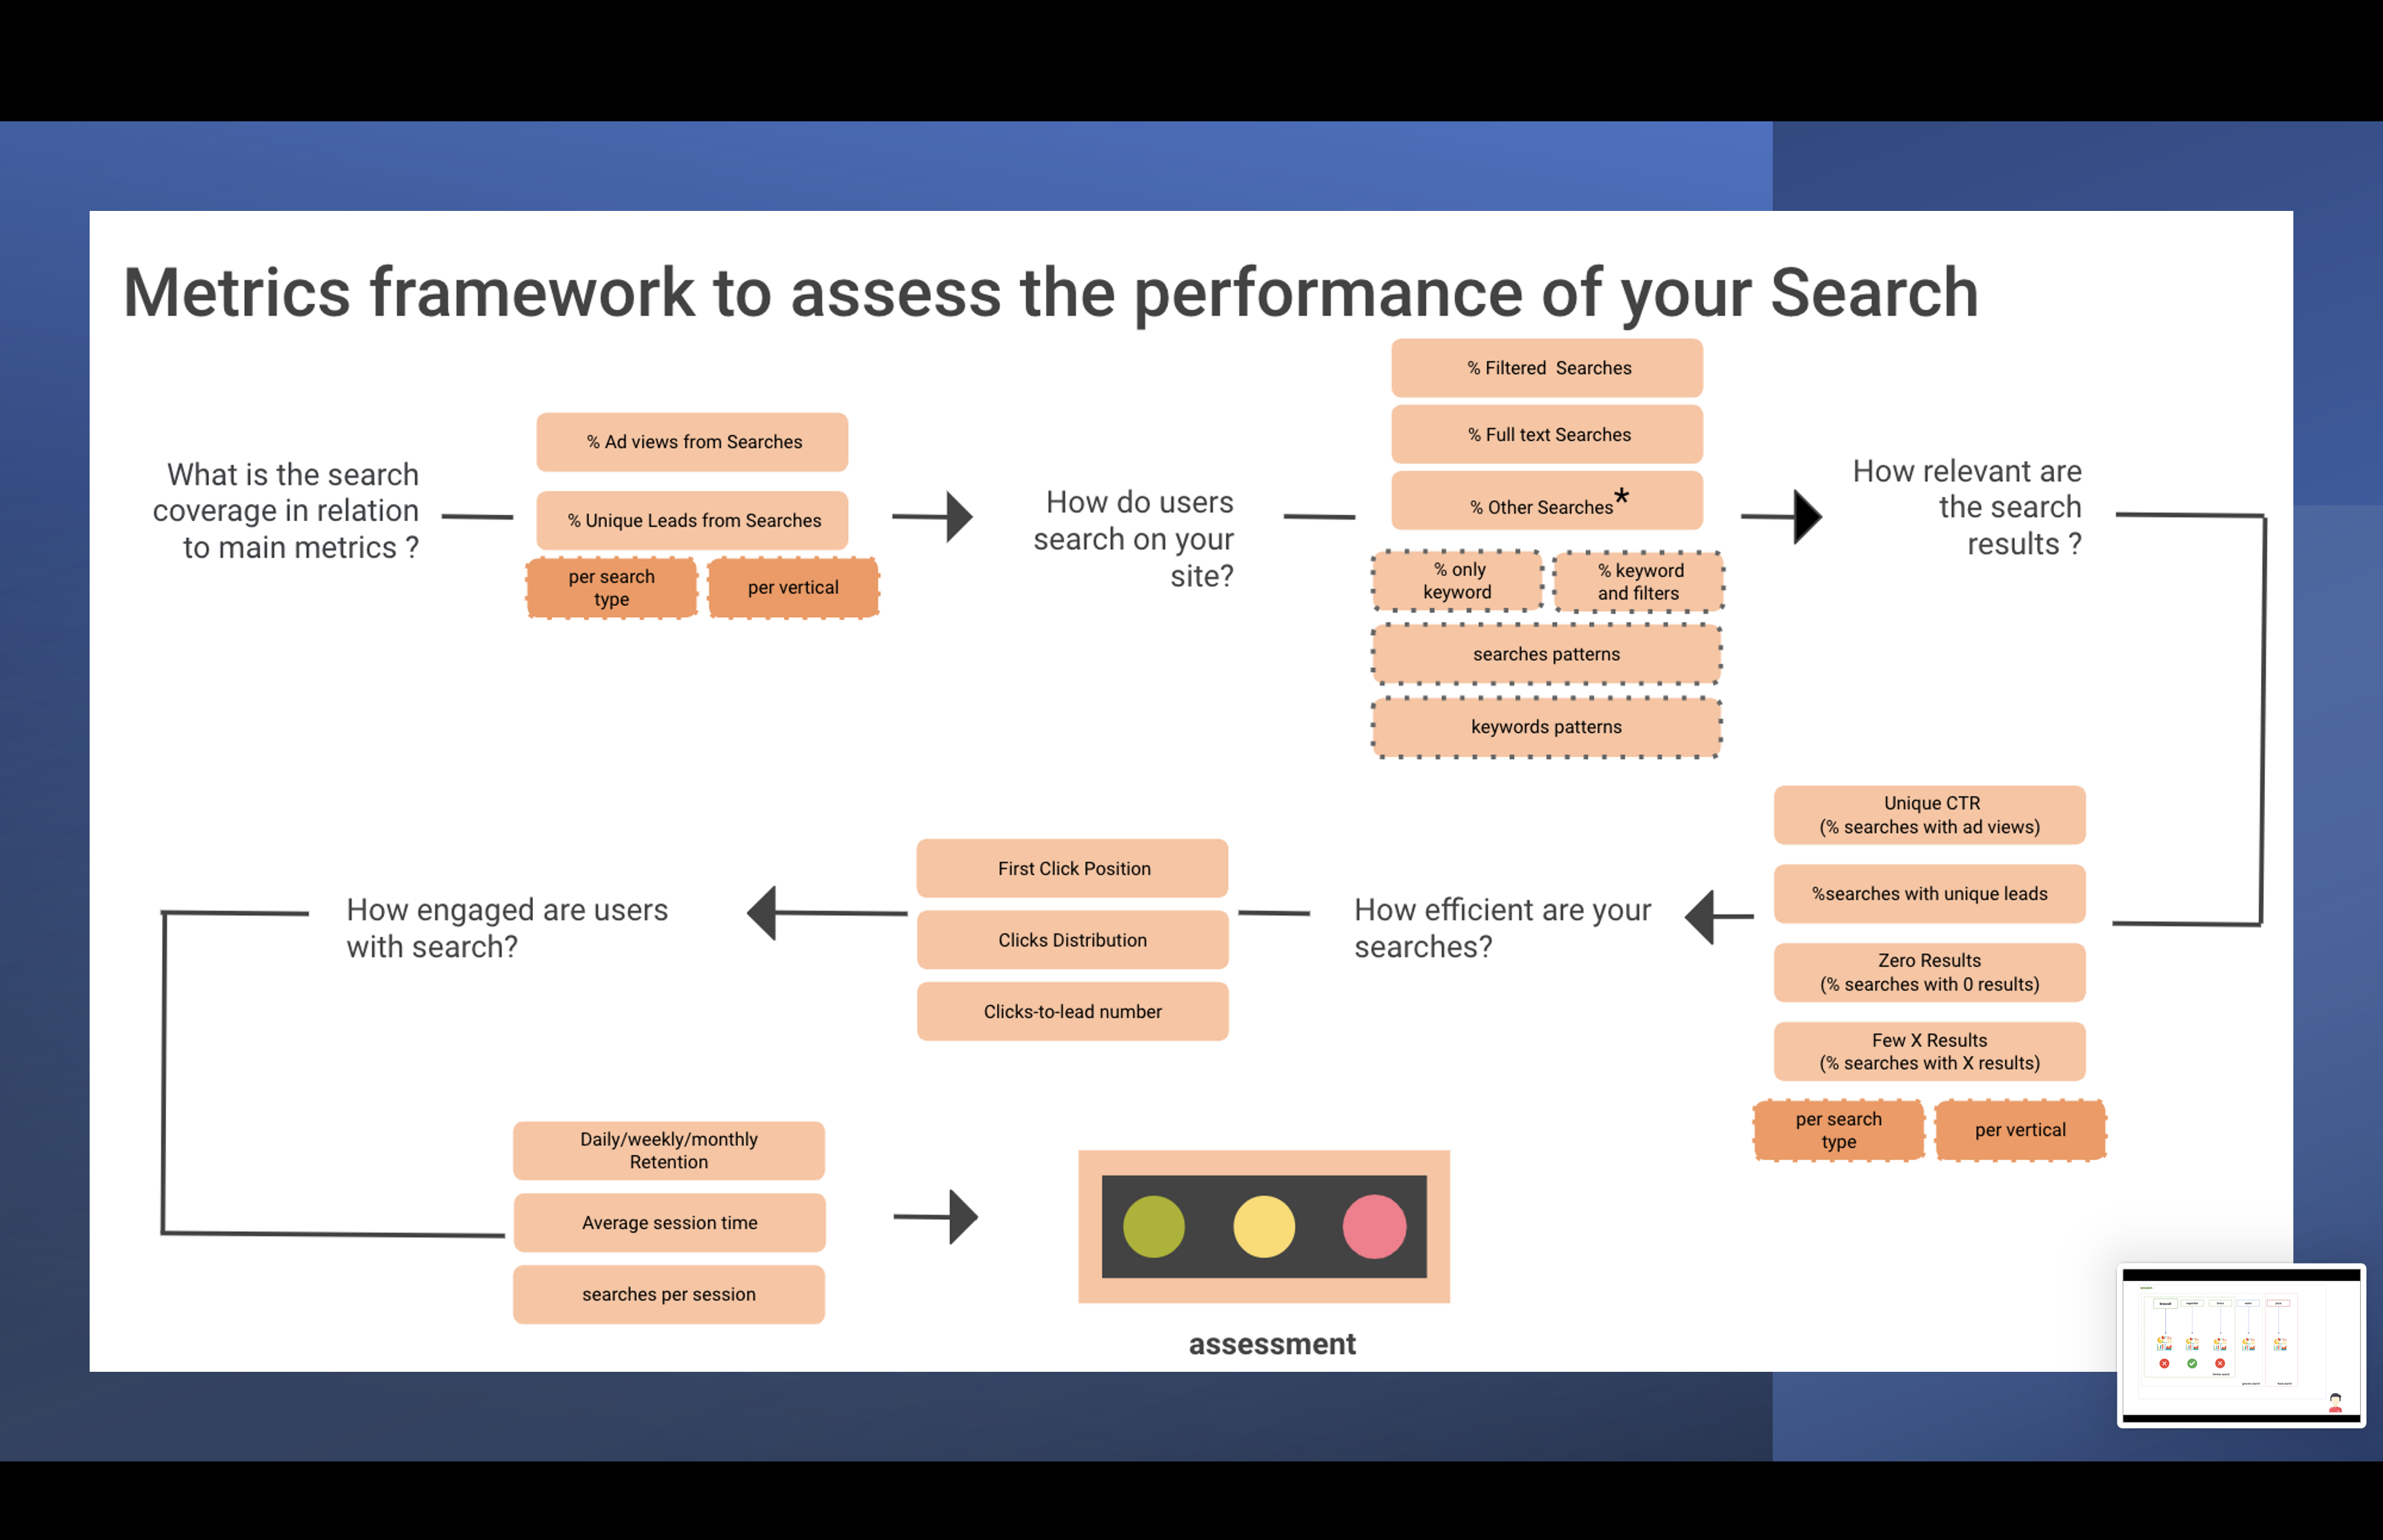 Metrics framework to assess the performance of your Search
What is the search
coverage in relation
to main metrics ?
% Ad views from Searches
% Unique Leads from Searches
per search
type
per vertical
How do users
search on your
site?
% Filtered Searches
% Full text Searches
% Other Searches*
% only
keyword
% keyword
and filters
searches patterns
keywords patterns
How relevant are
the search
results ?
Unique CTR
(% searches with ad views)
%searches with unique leads
Zero Results
(% searches with 0 results)
Few X Results
(% searches with X results)
per search
type
per vertical
How efficient are your
searches?
First Click Position
Clicks Distribution
Clicks-to-lead number
How engaged are users
with search?
Daily/weekly/monthly
Retention
Average session time
searches per session
assessment